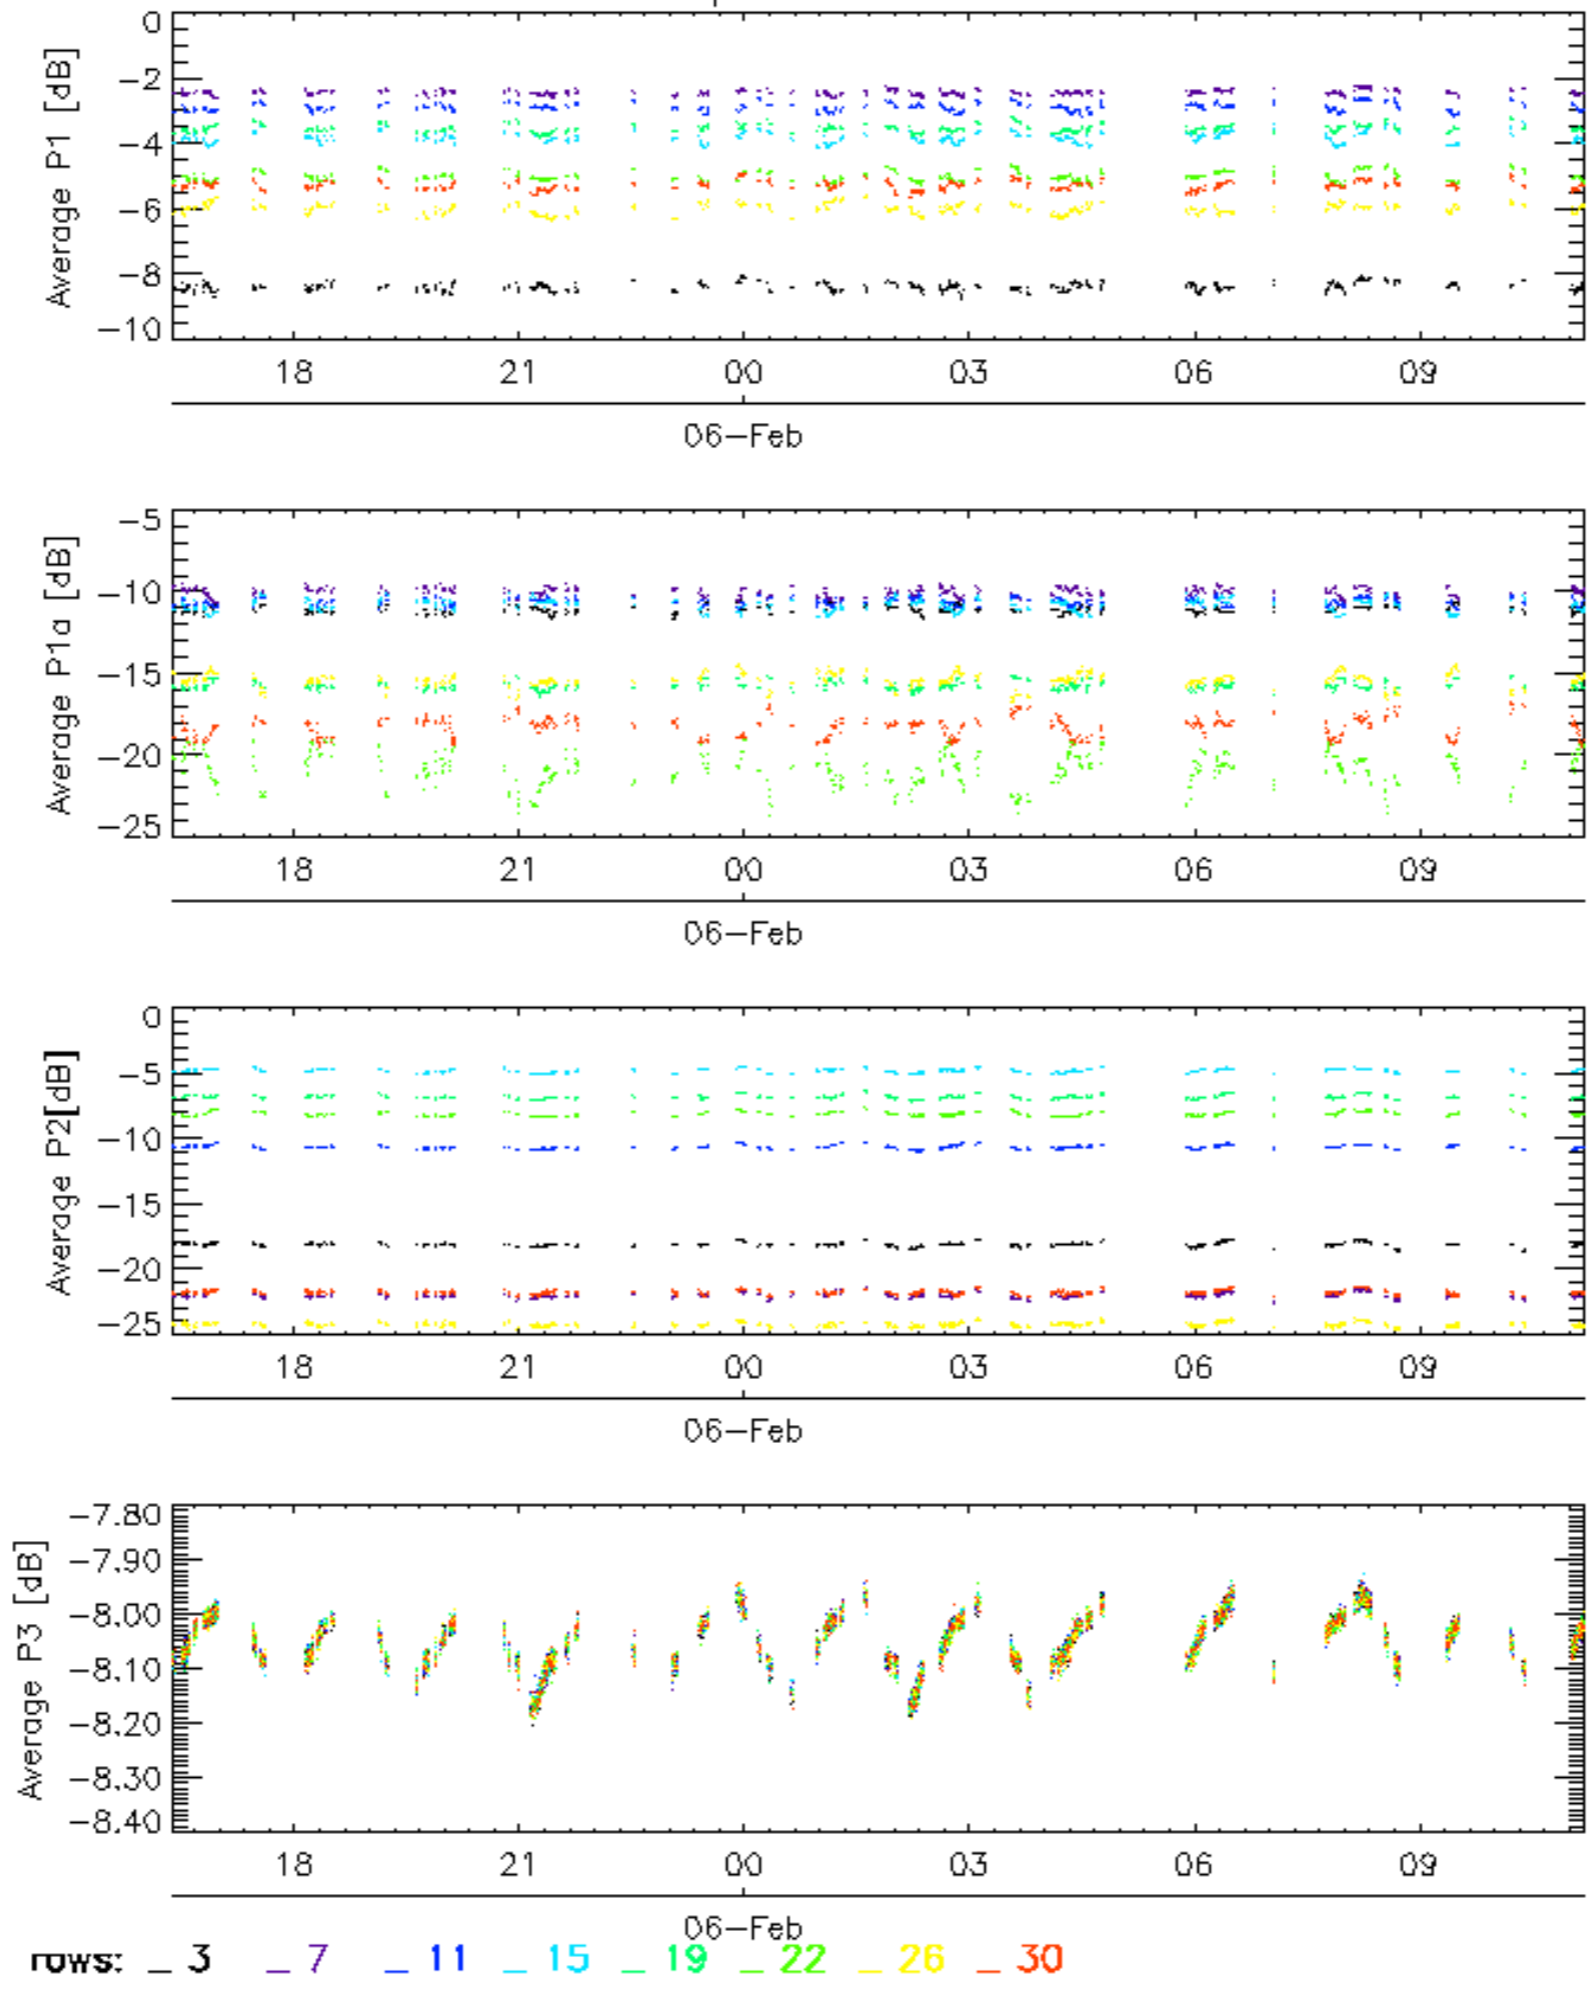 Average P1 [dB]
0
−2
−4
−6
−8
−10
18 21 00 03 06 09
06−Feb
Average P1a [dB]
−5
−10
−15
−20
−25
18 21 00 03 06 09
06−Feb
Average P2[dB]
0
−5
−10
−15
−20
−25
18 21 00 03 06 09
06−Feb
Average P3 [dB]
−7.80
−7.90
−8.00
−8.10
−8.20
−8.30
−8.40
18 21 00 03 06 09
06−Feb
rows: _ 3 _ 7 _ 11 _ 15 _ 19 _ 22 _ 26 _ 30